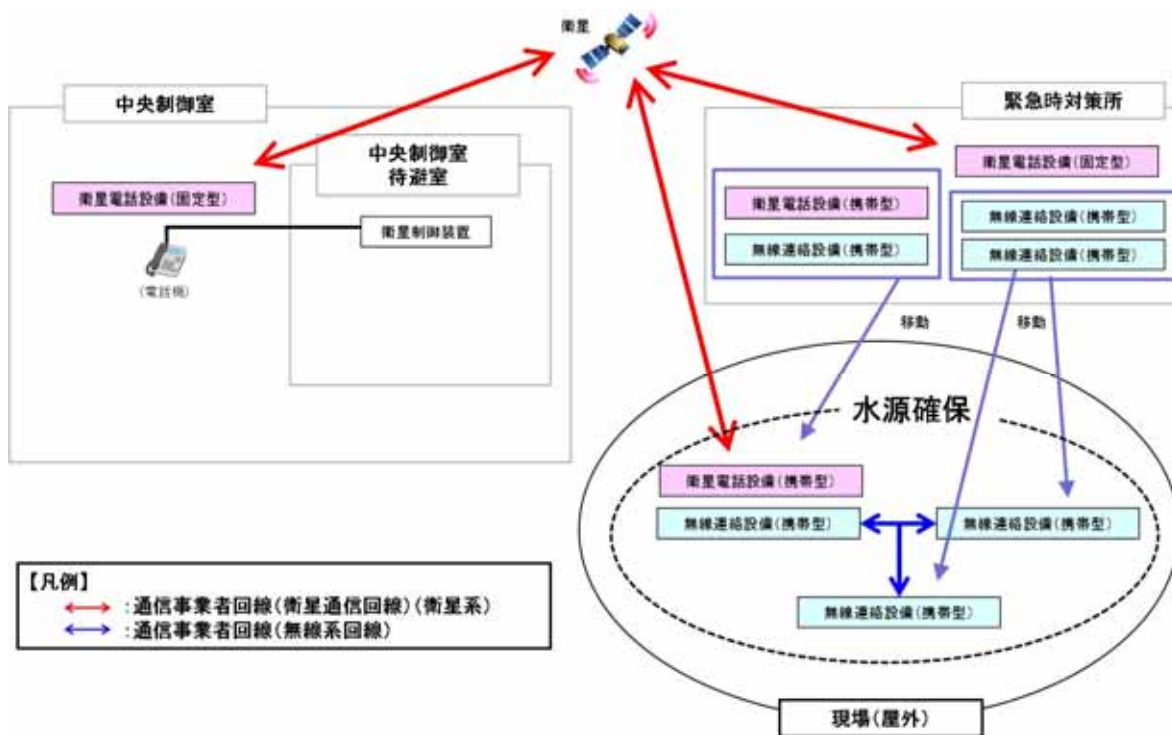 衛星
中央制御室
緊急時対策所
中央制御室
待避室
衛星電話設備(固定型)
衛星制御装置
(電話機)
衛星電話設備(固定型)
衛星電話設備(携帯型)
無線連絡設備(携帯型)
無線連絡設備(携帯型)
無線連絡設備(携帯型)
移動
移動
水源確保
衛星電話設備(携帯型)
無線連絡設備(携帯型)
無線連絡設備(携帯型)
無線連絡設備(携帯型)
【凡例】
:通信事業者回線(衛星通信回線)(衛星系)
:通信事業者回線(無線系回線)
現場(屋外)